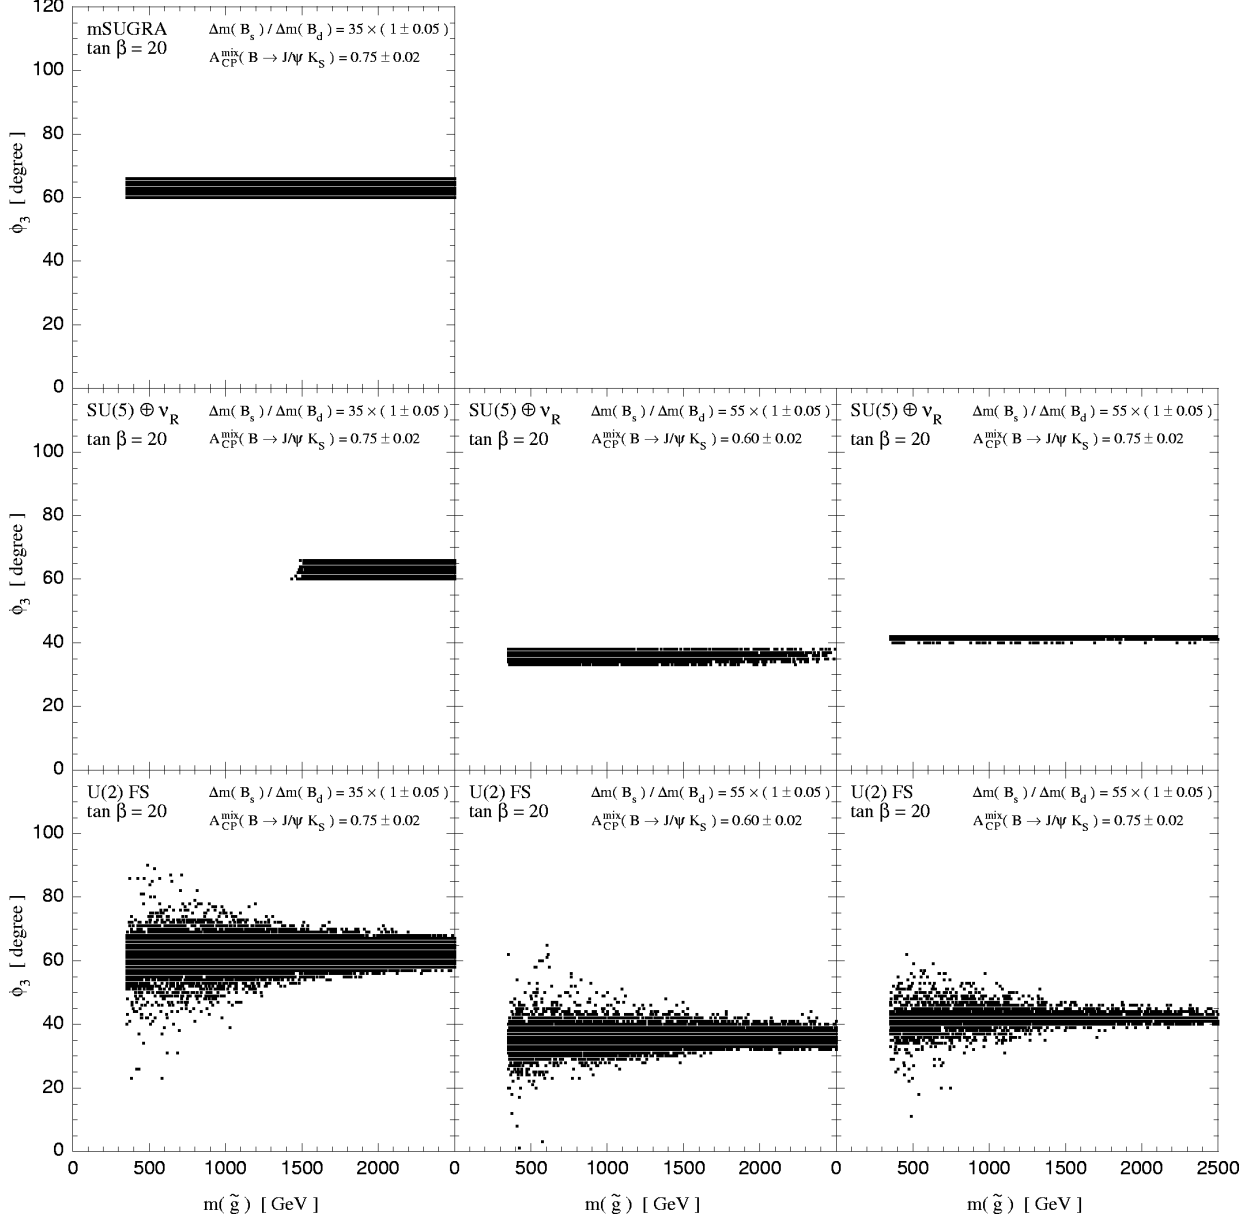 120
mSUGRA
tan β = 20
Δm( B_s ) / Δm( B_d ) = 35 × ( 1 ± 0.05 )
A_CP^mix( B → J/ψ K_S ) = 0.75 ± 0.02
100
80
60
40
20
0
ϕ_3 [ degree ]
SU(5) ⊕ ν_R
tan β = 20
Δm( B_s ) / Δm( B_d ) = 35 × ( 1 ± 0.05 )
A_CP^mix( B → J/ψ K_S ) = 0.75 ± 0.02
SU(5) ⊕ ν_R
tan β = 20
Δm( B_s ) / Δm( B_d ) = 55 × ( 1 ± 0.05 )
A_CP^mix( B → J/ψ K_S ) = 0.60 ± 0.02
SU(5) ⊕ ν_R
tan β = 20
Δm( B_s ) / Δm( B_d ) = 55 × ( 1 ± 0.05 )
A_CP^mix( B → J/ψ K_S ) = 0.75 ± 0.02
100
80
60
40
20
0
ϕ_3 [ degree ]
U(2) FS
tan β = 20
Δm( B_s ) / Δm( B_d ) = 35 × ( 1 ± 0.05 )
A_CP^mix( B → J/ψ K_S ) = 0.75 ± 0.02
U(2) FS
tan β = 20
Δm( B_s ) / Δm( B_d ) = 55 × ( 1 ± 0.05 )
A_CP^mix( B → J/ψ K_S ) = 0.60 ± 0.02
U(2) FS
tan β = 20
Δm( B_s ) / Δm( B_d ) = 55 × ( 1 ± 0.05 )
A_CP^mix( B → J/ψ K_S ) = 0.75 ± 0.02
100
80
60
40
20
0
ϕ_3 [ degree ]
0 500 1000 1500 2000 0 500 1000 1500 2000 0 500 1000 1500 2000 2500
m( g̃ ) [ GeV ] m( g̃ ) [ GeV ] m( g̃ ) [ GeV ]